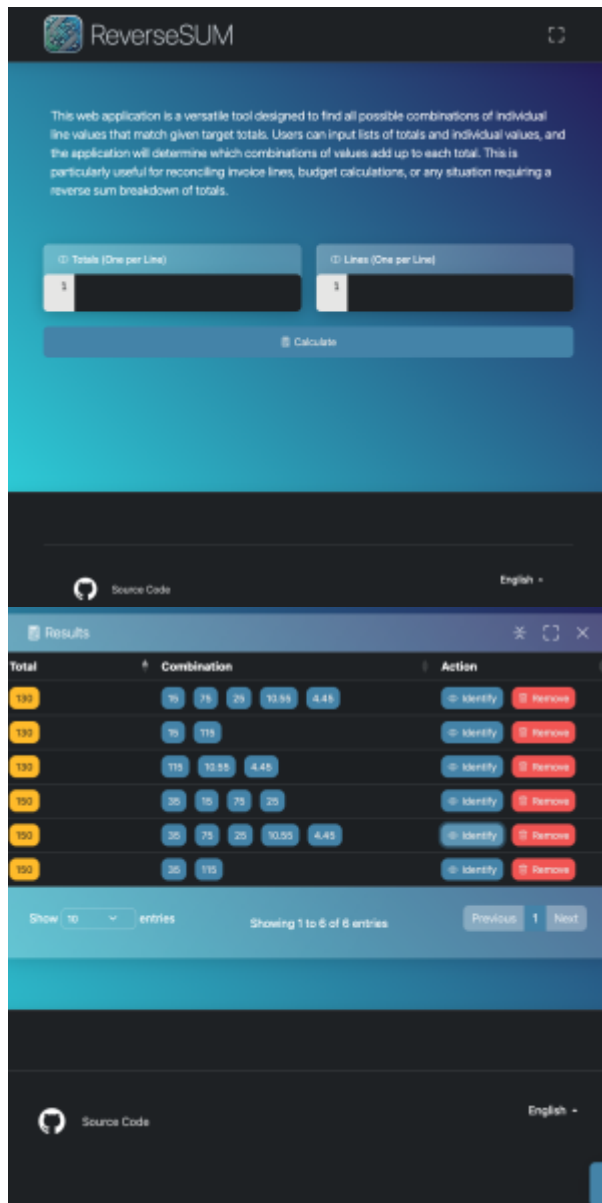 ReverseSUM
This web application is a versatile tool designed to find all possible combinations of individual
line values that match given target totals. Users can input lists of totals and individual values, and
the application will determine which combinations of values add up to each total. This is
particularly useful for reconciling invoice lines, budget calculations, or any situation requiring a
reverse sum breakdown of totals.
Totals (One per Line) Lines (One per Line)
1 1
Calculate
Source Code English
Results
Total Combination Action
130 15 75 25 10.55 4.45 Identify Remove
130 15 115 Identify Remove
130 115 10.55 4.45 Identify Remove
150 35 15 75 25 Identify Remove
150 35 75 25 10.55 4.45 Identify Remove
150 35 115 Identify Remove
Show 10 entries Showing 1 to 6 of 6 entries Previous 1 Next
Source Code English